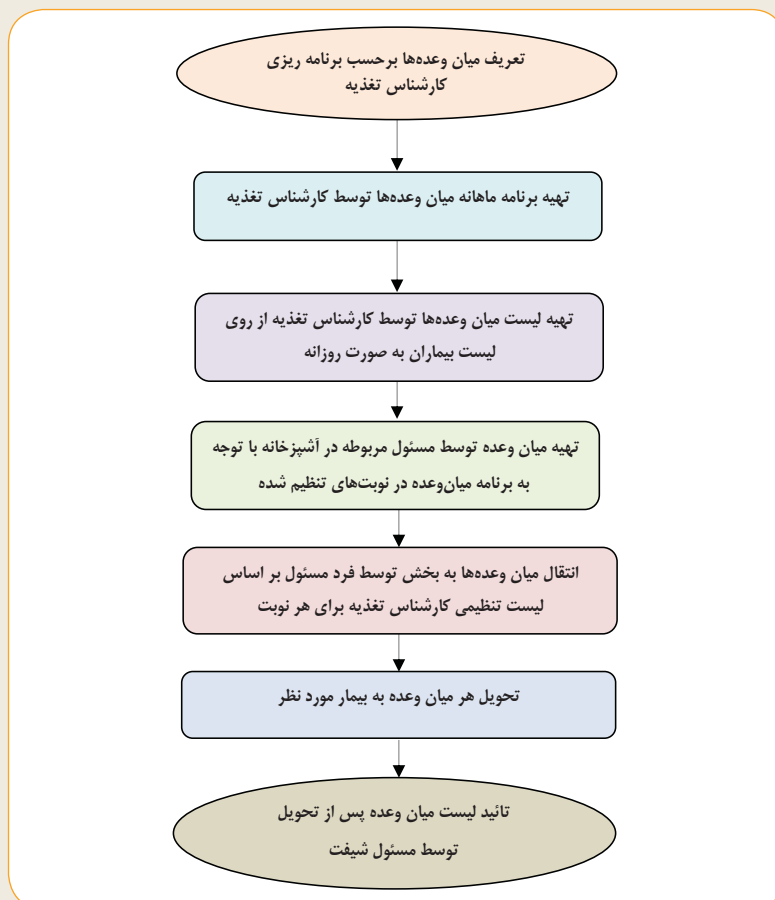 تعریف میان وعده‌ها برحسب برنامه ریزی
کارشناس تغذیه
تهیه برنامه ماهانه میان وعده‌ها توسط کارشناس تغذیه
تهیه لیست میان وعده‌ها توسط کارشناس تغذیه از روی
لیست بیماران به صورت روزانه
تهیه میان وعده توسط مسئول مربوطه در آشپزخانه با توجه
به برنامه میان‌وعده در نوبت‌های تنظیم شده
انتقال میان وعده‌ها به بخش توسط فرد مسئول بر اساس
لیست تنظیمی کارشناس تغذیه برای هر نوبت
تحویل هر میان وعده به بیمار مورد نظر
تائید لیست میان وعده پس از تحویل
توسط مسئول شیفت